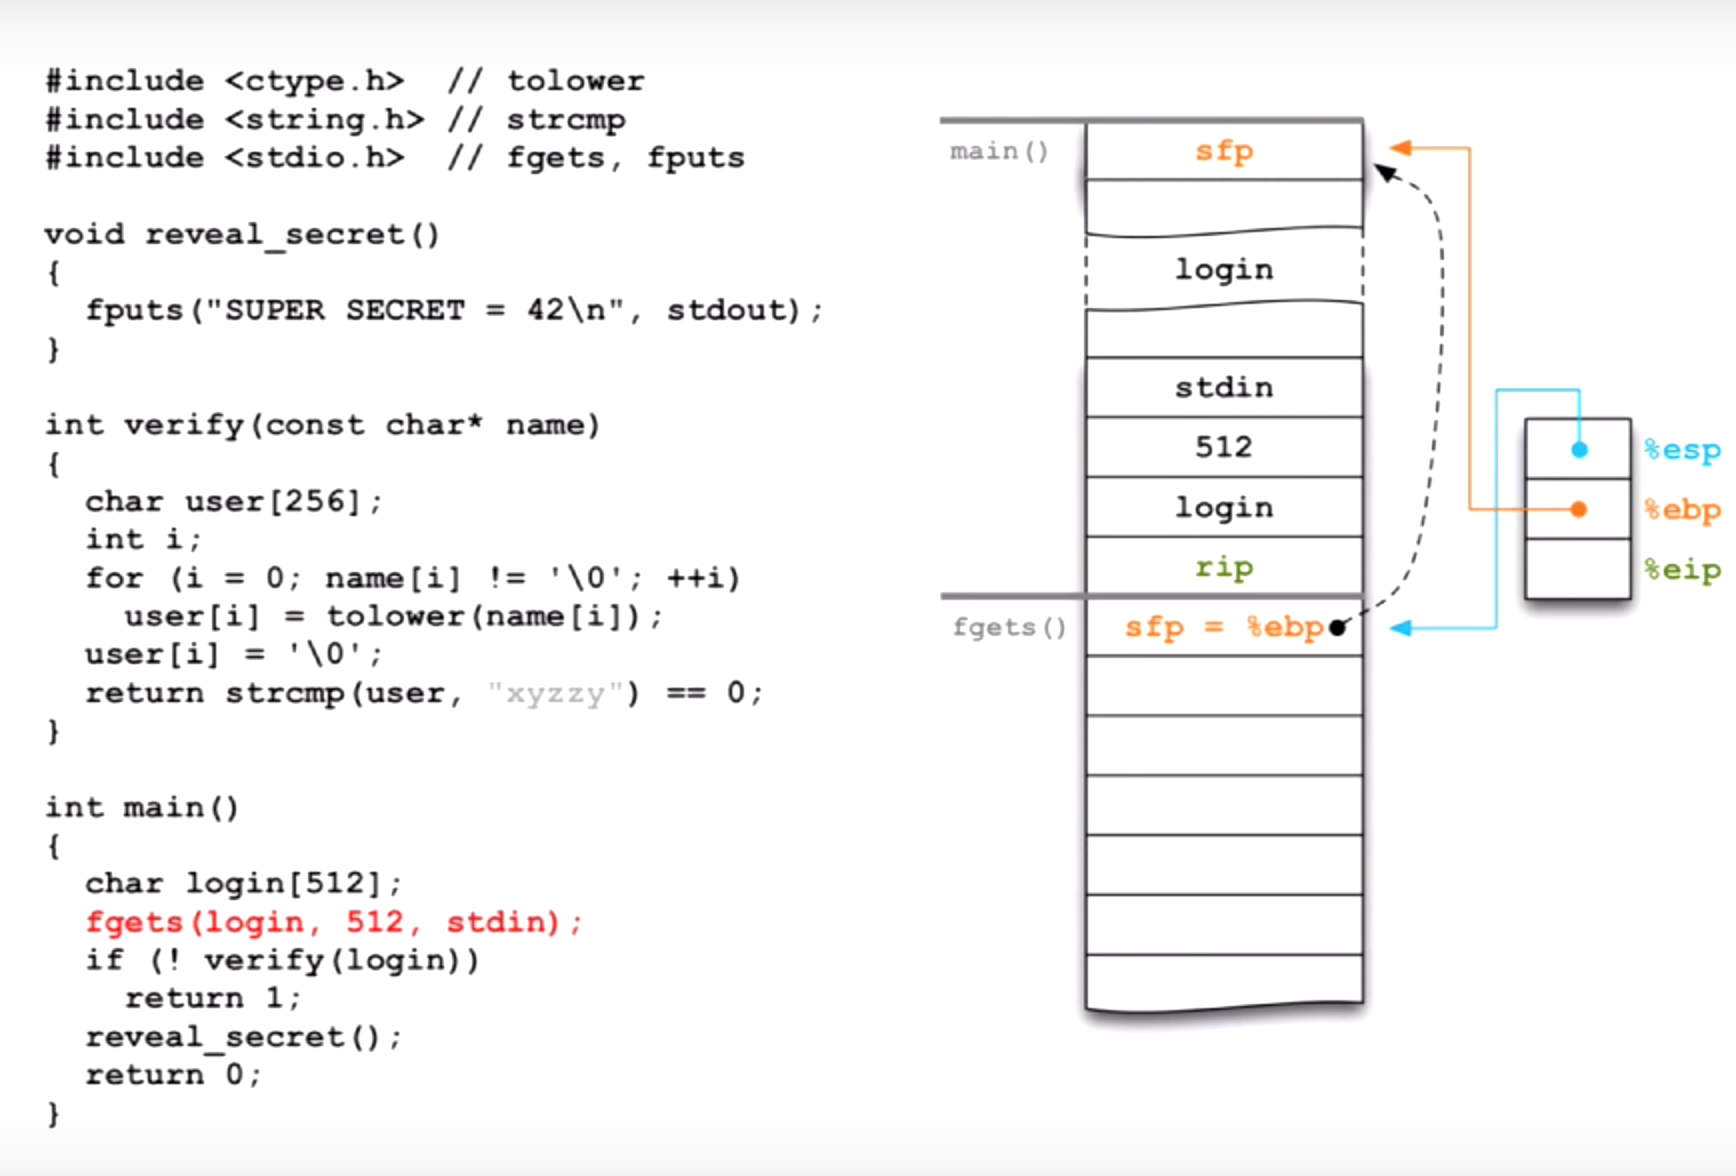 #include <ctype.h>  // tolower
#include <string.h> // strcmp
#include <stdio.h>  // fgets, fputs
void reveal_secret()
{
  fputs("SUPER SECRET = 42\n", stdout);
}
int verify(const char* name)
{
  char user[256];
  int i;
  for (i = 0; name[i] != '\0'; ++i)
    user[i] = tolower(name[i]);
  user[i] = '\0';
  return strcmp(user, "xyzzy") == 0;
}
int main()
{
  char login[512];
  fgets(login, 512, stdin);
  if (! verify(login))
    return 1;
  reveal_secret();
  return 0;
}
main()
sfp
login
stdin
512
login
rip
fgets()
sfp = %ebp
%esp
%ebp
%eip